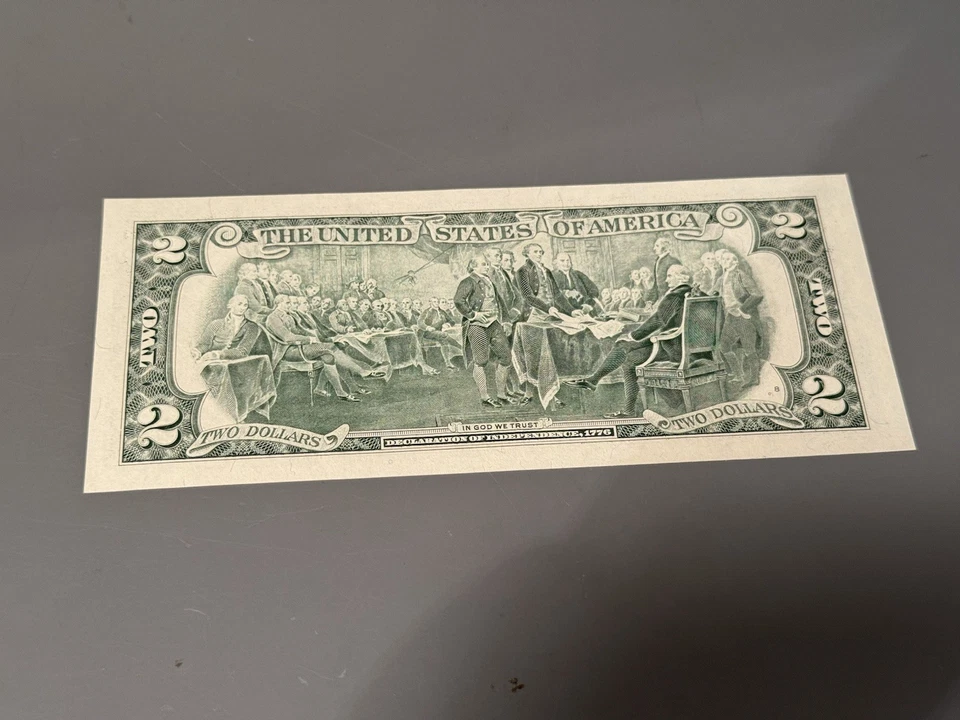 THE UNITED STATES OF AMERICA
2
2
TWO
TWO
8
2
2
TWO DOLLARS
TWO DOLLARS
IN GOD WE TRUST
DECLARATION OF INDEPENDENCE, 1776